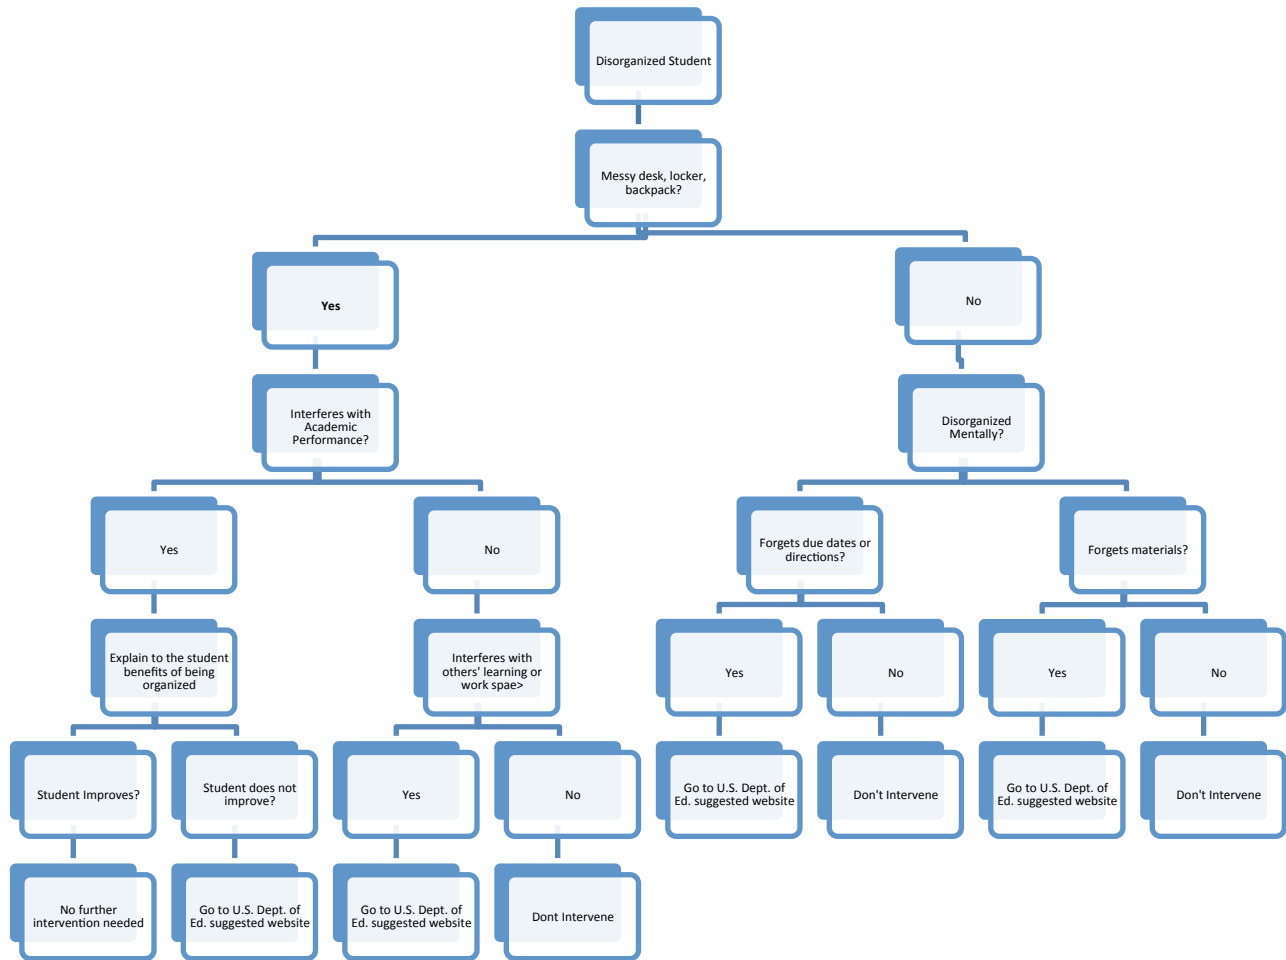 Disorganized Student
Messy desk, locker,
backpack?
Yes
No
Interferes with
Academic
Performance?
Disorganized
Mentally?
Yes
No
Forgets due dates or
directions?
Forgets materials?
Explain to the student
benefits of being
organized
Interferes with
others' learning or
work spae>
Yes
No
Yes
No
Student Improves?
Student does not
improve?
Yes
No
Go to U.S. Dept. of
Ed. suggested website
Don't Intervene
Go to U.S. Dept. of
Ed. suggested website
Don't Intervene
No further
intervention needed
Go to U.S. Dept. of
Ed. suggested website
Go to U.S. Dept. of
Ed. suggested website
Dont Intervene